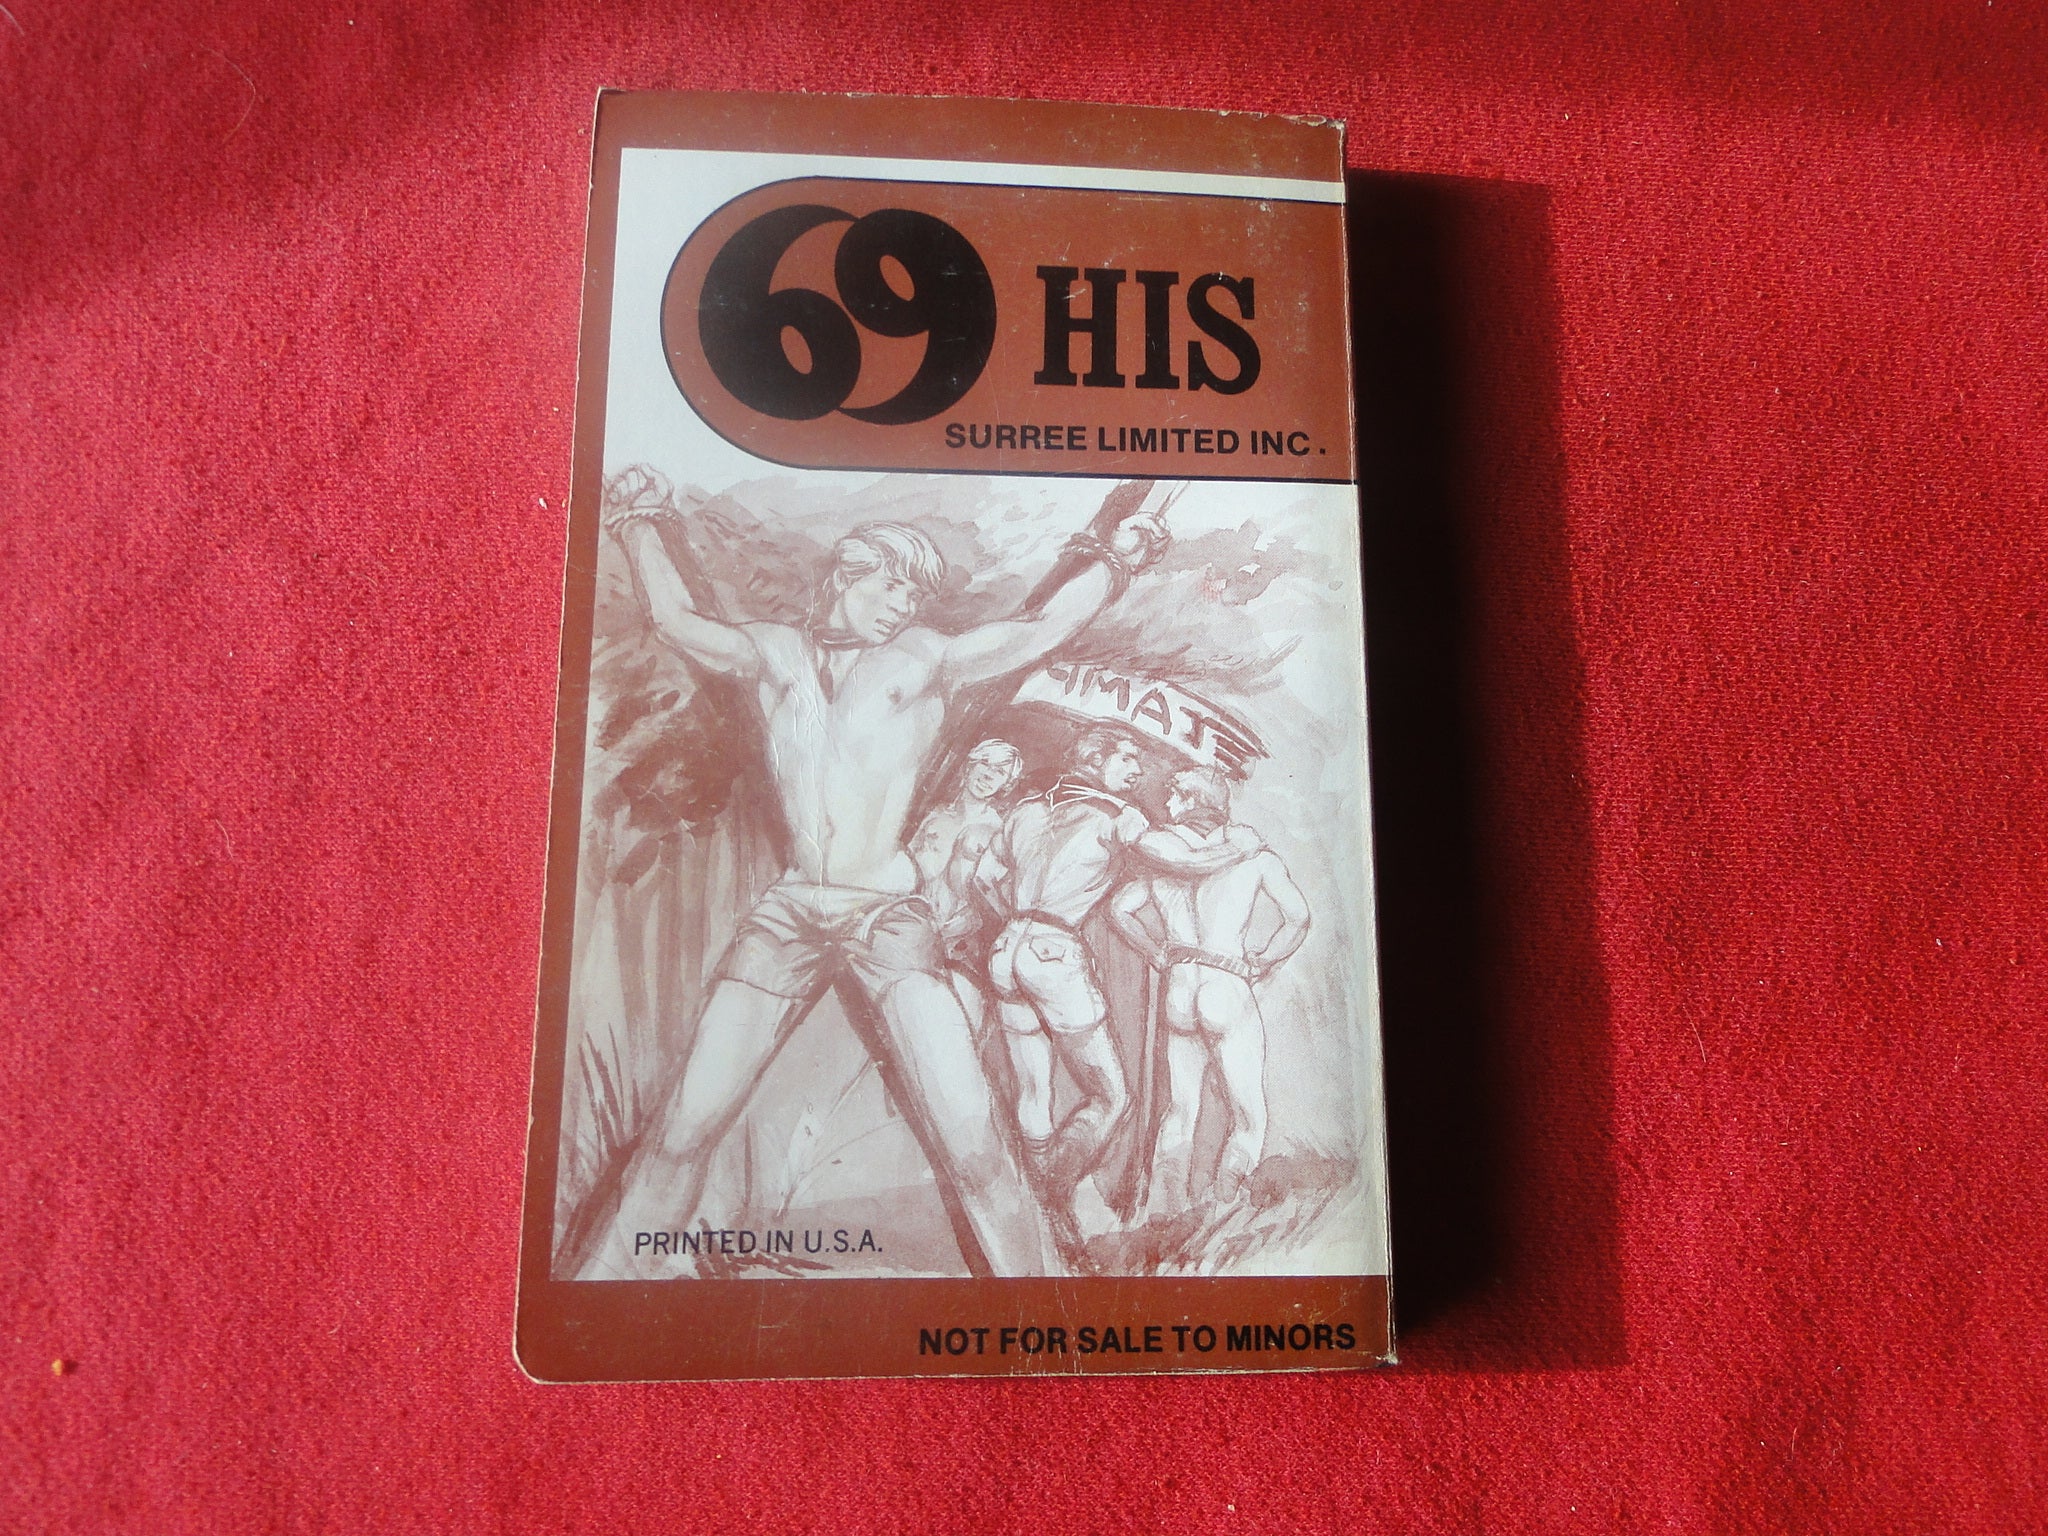 69 HIS
SURREE LIMITED INC.
PRINTED IN U.S.A.
NOT FOR SALE TO MINORS